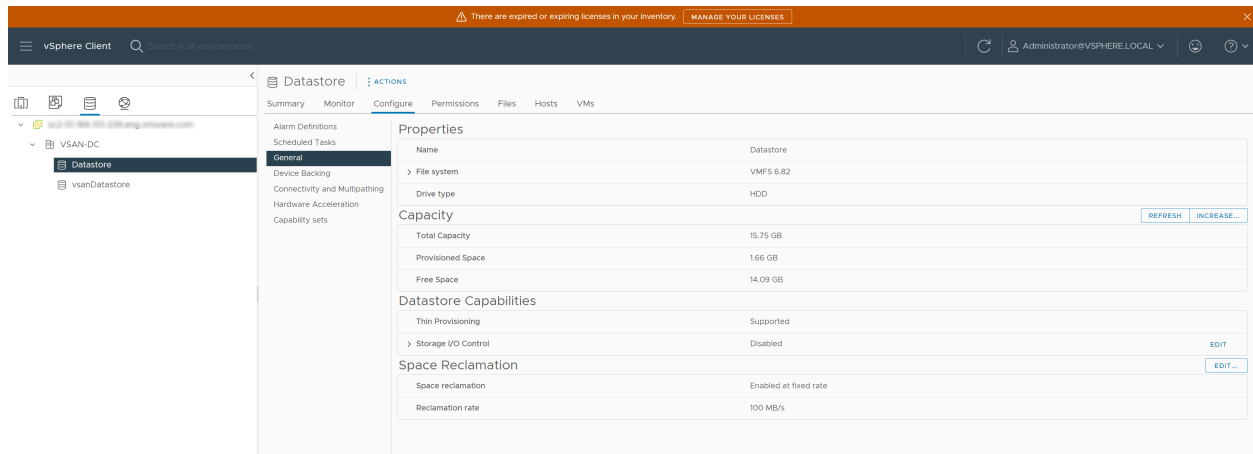 There are expired or expiring licenses in your inventory. MANAGE YOUR LICENSES
vSphere Client Search in all environments Administrator@VSPHERE.LOCAL
Datastore ACTIONS
Summary Monitor Configure Permissions Files Hosts VMs
VSAN-DC
Datastore
vsanDatastore
Alarm Definitions
Scheduled Tasks
General
Device Backing
Connectivity and Multipathing
Hardware Acceleration
Capability sets
Properties
Name Datastore
File system VMFS 6.82
Drive type HDD
Capacity REFRESH INCREASE...
Total Capacity 15.75 GB
Provisioned Space 1.66 GB
Free Space 14.09 GB
Datastore Capabilities
Thin Provisioning Supported
Storage I/O Control Disabled EDIT
Space Reclamation EDIT...
Space reclamation Enabled at fixed rate
Reclamation rate 100 MB/s